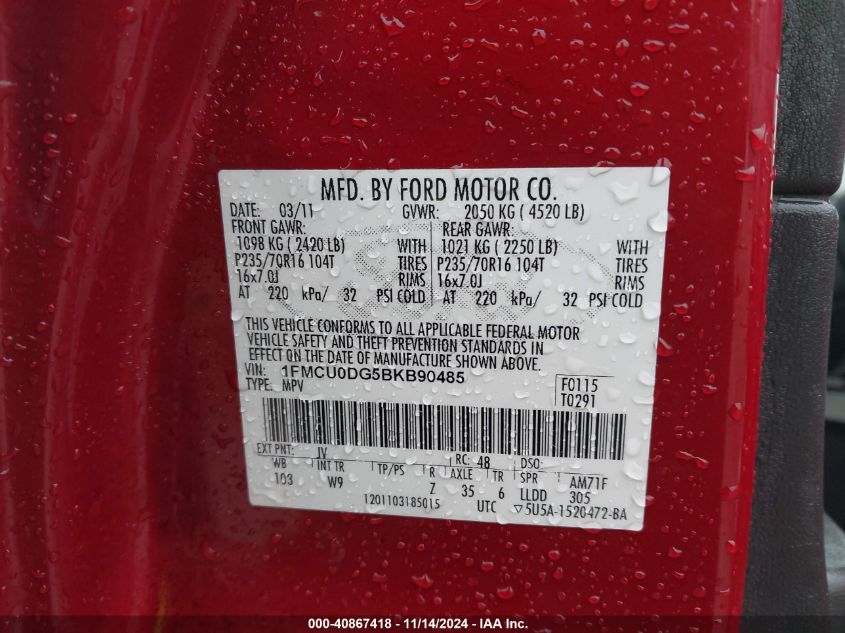 MFD. BY FORD MOTOR CO.
DATE: 03/11 GVWR: 2050 KG ( 4520 LB)
FRONT GAWR: REAR GAWR:
1098 KG ( 2420 LB) WITH 1021 KG ( 2250 LB) WITH
P235/70R16 104T TIRES P235/70R16 104T TIRES
16x7.0J RIMS 16x7.0J RIMS
AT 220 kPa/ 32 PSI COLD AT 220 kPa/ 32 PSI COLD
THIS VEHICLE CONFORMS TO ALL APPLICABLE FEDERAL MOTOR
VEHICLE SAFETY AND THEFT PREVENTION STANDARDS IN
EFFECT ON THE DATE OF MANUFACTURE SHOWN ABOVE.
VIN: 1FMCU0DG5BKB90485 F0115
TYPE: MPV T0291
EXT PNT: JV RC: 48 DSO:
WB INT TR TP/PS R AXLE TR SPR AM71F
103 W9 Z 35 6 LLDD 305
1201103185015 UTC ▽5U5A-1520472-BA
000-40867418 - 11/14/2024 - IAA Inc.